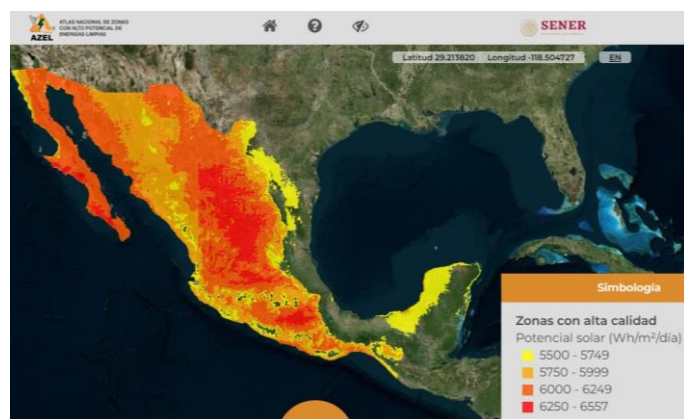 AZEL
ATLAS NACIONAL DE ZONAS
CON ALTO POTENCIAL DE
ENERGÍAS LIMPIAS
SENER
Latitud 29.213820 Longitud -118.504727 EN
Simbología
Zonas con alta calidad
Potencial solar (Wh/m²/día)
5500 - 5749
5750 - 5999
6000 - 6249
6250 - 6557